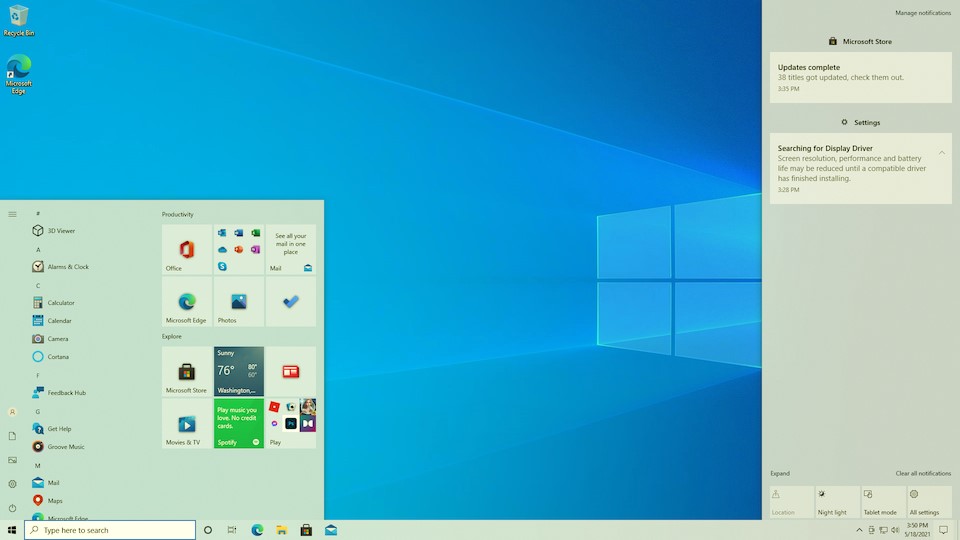 Recycle Bin
Microsoft
Edge
#
3D Viewer
A
Alarms & Clock
C
Calculator
Calendar
Camera
Cortana
F
Feedback Hub
G
Get Help
Groove Music
M
Mail
Maps
Microsoft Edge
Productivity
Office
See all your
mail in one
place
Mail
Microsoft Edge
Photos
Explore
Microsoft Store
Sunny
76°
80°
60°
Washington,...
Movies & TV
Play music you
love. No credit
cards.
Spotify
Ps
Play
Manage notifications
Microsoft Store
Updates complete
38 titles got updated, check them out.
3:35 PM
Settings
Searching for Display Driver
Screen resolution, performance and battery
life may be reduced until a compatible driver
has finished installing.
3:28 PM
Expand
Clear all notifications
Location
Night light
Tablet mode
All settings
Type here to search
3:50 PM
5/18/2021